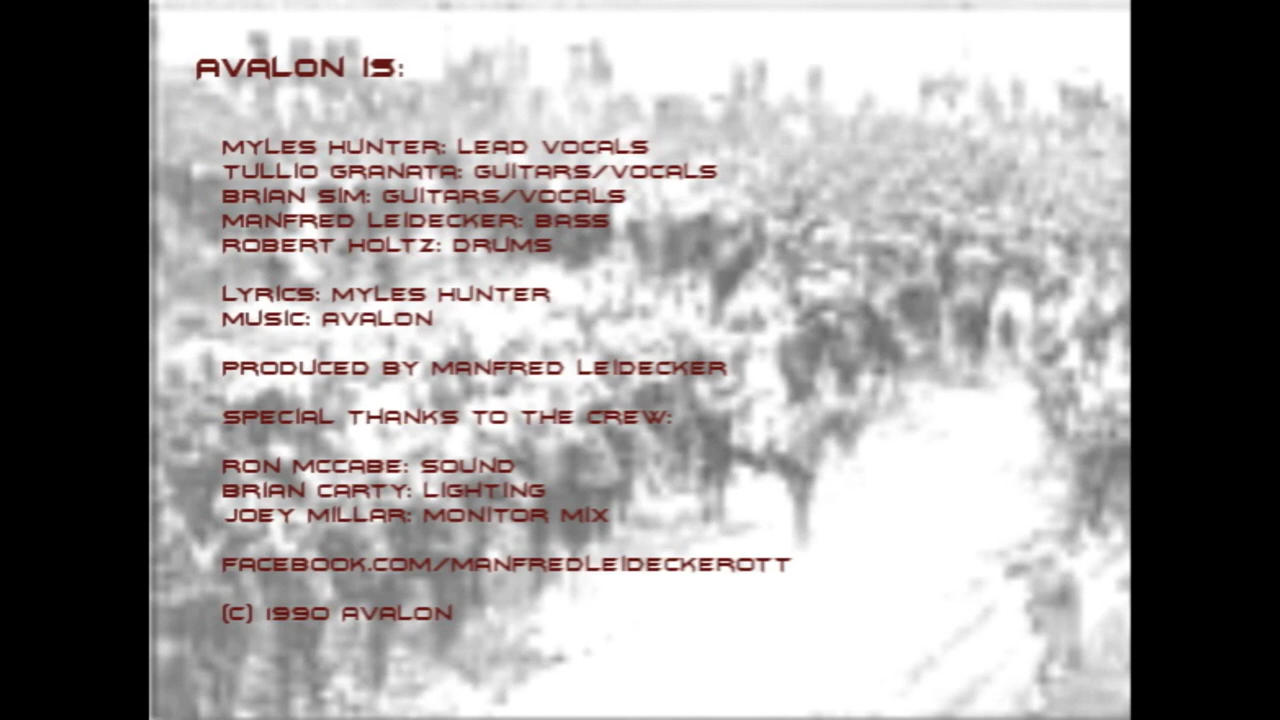 AVALON IS:
MYLES HUNTER: LEAD VOCALS
TULLIO GRANATA: GUITARS/VOCALS
BRIAN SIM: GUITARS/VOCALS
MANFRED LEIDECKER: BASS
ROBERT HOLTZ: DRUMS
LYRICS: MYLES HUNTER
MUSIC: AVALON
PRODUCED BY MANFRED LEIDECKER
SPECIAL THANKS TO THE CREW:
RON MCCABE: SOUND
BRIAN CARTY: LIGHTING
JOEY MILLAR: MONITOR MIX
FACEBOOK.COM/MANFREDLEIDECKEROTT
(C) 1990 AVALON